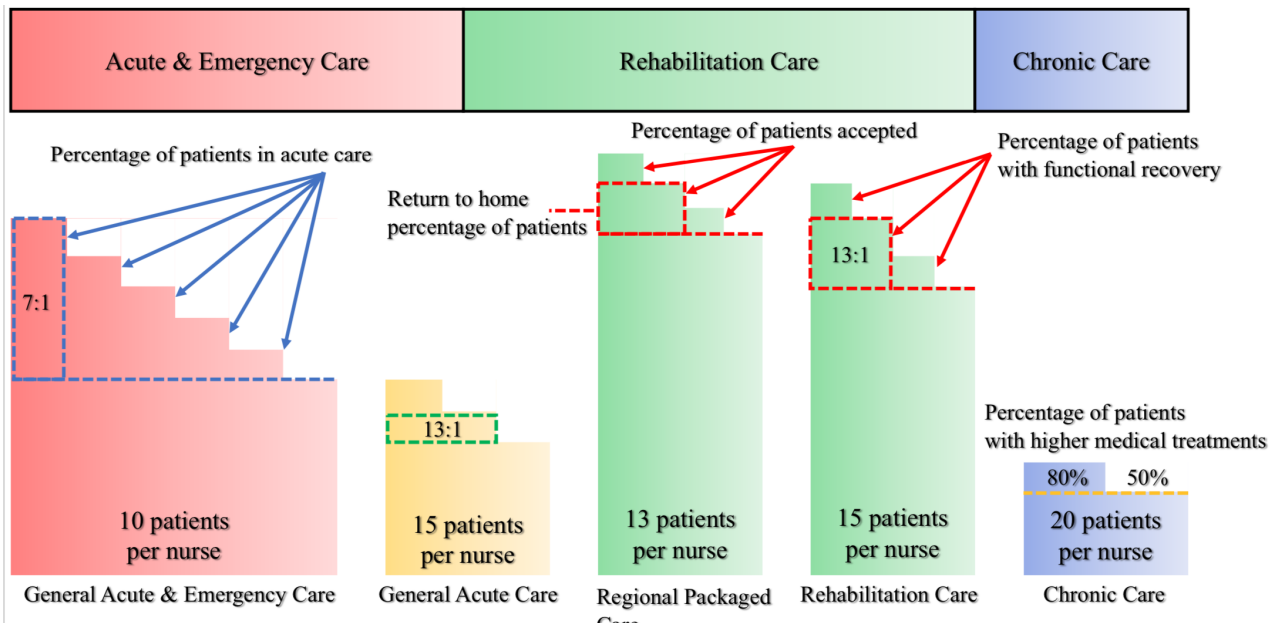 Acute & Emergency Care
Rehabilitation Care
Chronic Care
Percentage of patients accepted
Percentage of patients in acute care
Percentage of patients
with functional recovery
Return to home
percentage of patients
7:1
13:1
13:1
Percentage of patients
with higher medical treatments
80%
50%
10 patients
per nurse
15 patients
per nurse
13 patients
per nurse
15 patients
per nurse
20 patients
per nurse
General Acute & Emergency Care
General Acute Care
Regional Packaged
Rehabilitation Care
Chronic Care